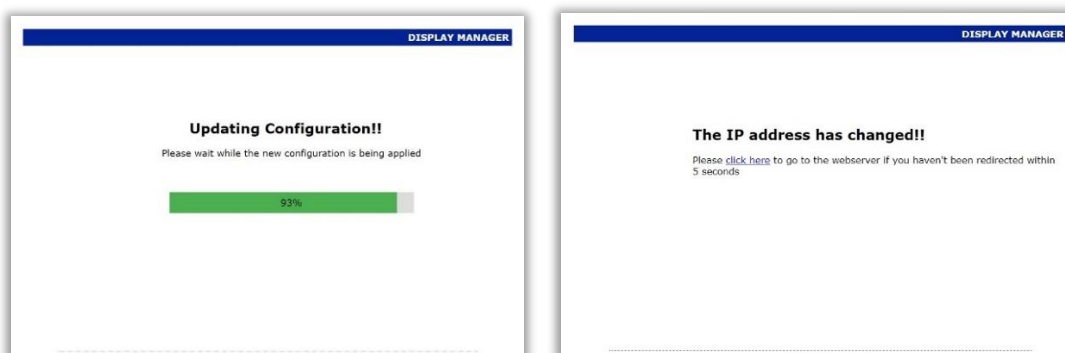 DISPLAY MANAGER
Updating Configuration!!
Please wait while the new configuration is being applied
93%
DISPLAY MANAGER
The IP address has changed!!
Please click here to go to the webserver if you haven't been redirected within
5 seconds